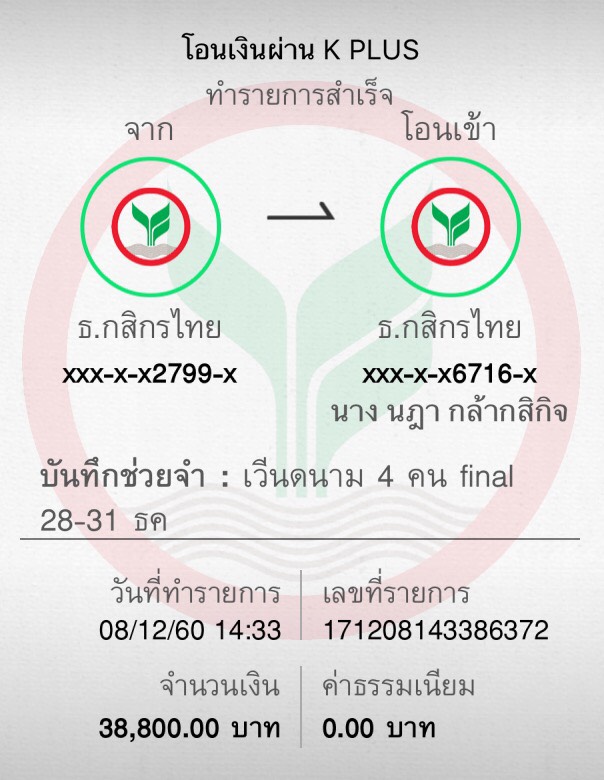 โอนเงินผ่าน K PLUS
ทำรายการสำเร็จ
จาก
โอนเข้า
ธ.กสิกรไทย
ธ.กสิกรไทย
xxx-x-x2799-x
xxx-x-x6716-x
นาง นฎา กล้ากสิกิจ
บันทึกช่วยจำ : เวีนดนาม 4 คน final
28-31 ธค
วันที่ทำรายการ
เลขที่รายการ
08/12/60 14:33
171208143386372
จำนวนเงิน
ค่าธรรมเนียม
38,800.00 บาท
0.00 บาท